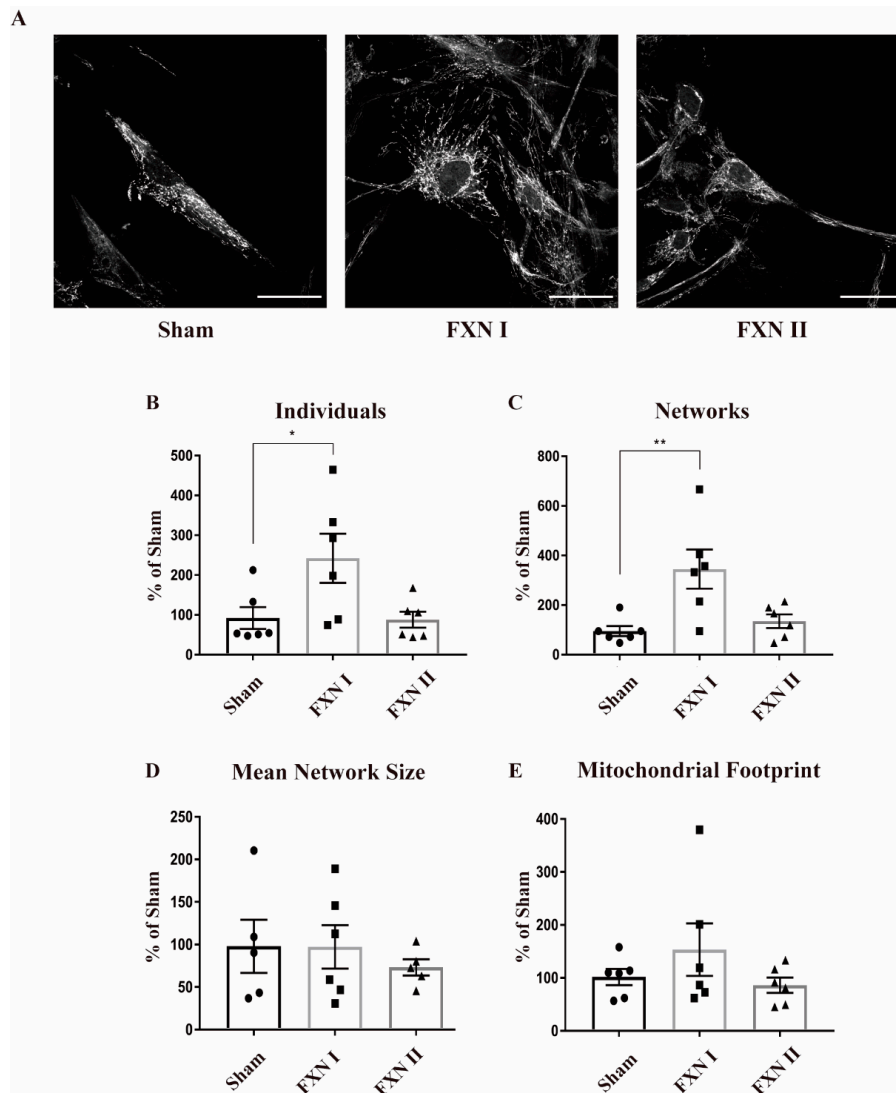 A
Sham FXN I FXN II
B Individuals
*
% of Sham
500
400
300
200
100
0
Sham FXN I FXN II
C Networks
**
% of Sham
800
600
400
200
0
Sham FXN I FXN II
D Mean Network Size
% of Sham
250
200
150
100
50
0
Sham FXN I FXN II
E Mitochondrial Footprint
% of Sham
400
300
200
100
0
Sham FXN I FXN II